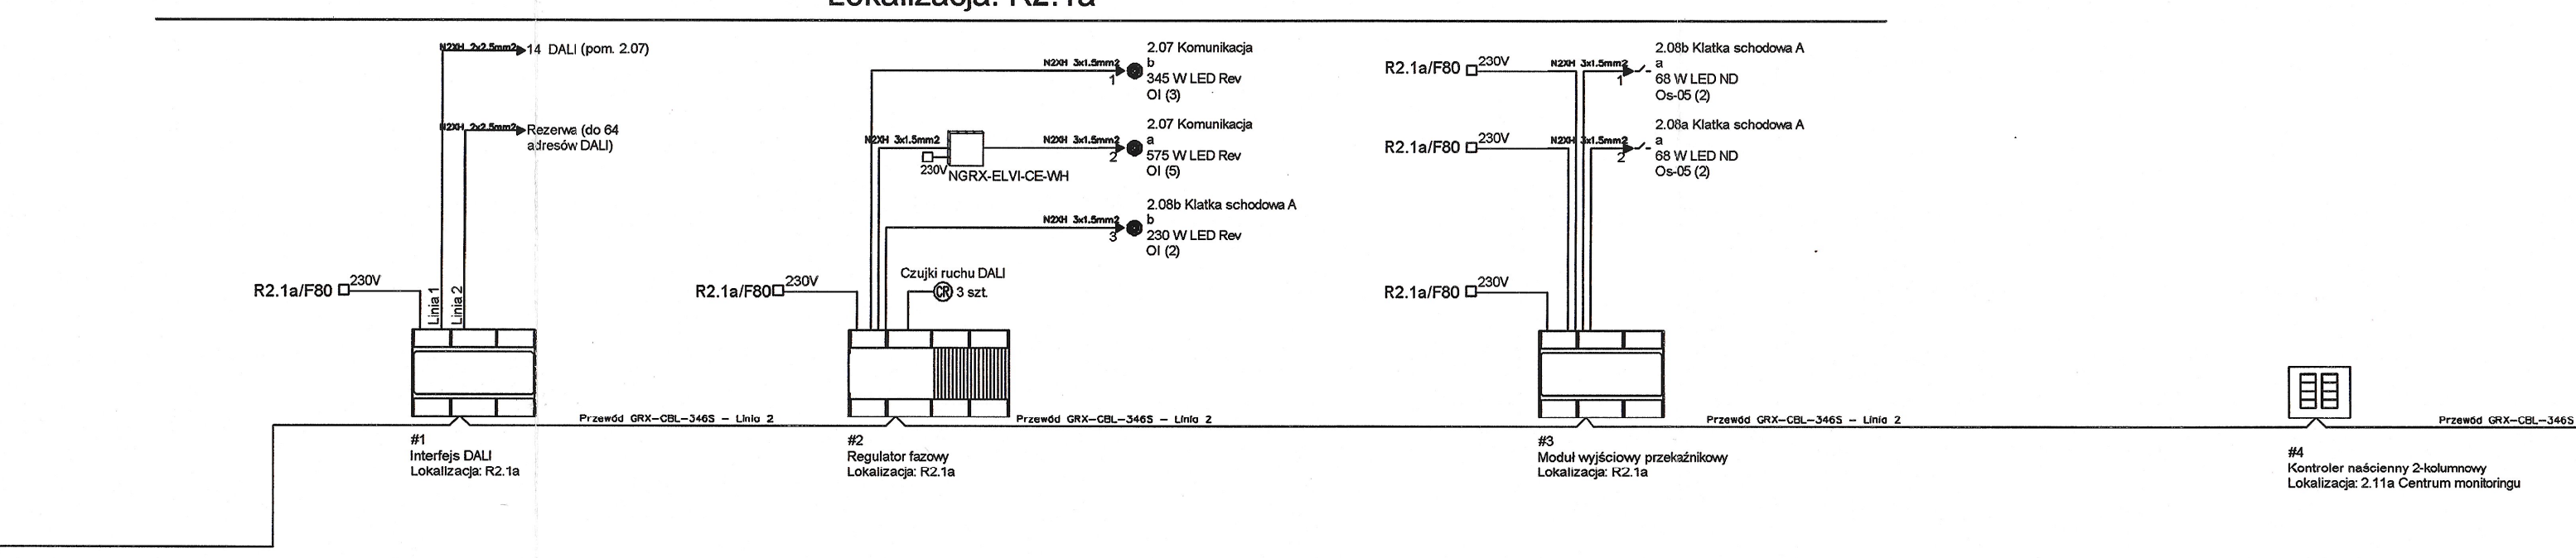 Lokalizacja: R2.1a
N2XH 2x2.5mm2
14 DALI (pom. 2.07)
N2XH 2x2.5mm2
Rezerwa (do 64
adresów DALI)
R2.1a/F80
230V
Linia 1
Linia 2
#1
Interfejs DALI
Lokalizacja: R2.1a
Przewód GRX-CBL-346S - Linia 2
N2XH 3x1.5mm2
1
2.07 Komunikacja
b
345 W LED Rev
Ol (3)
N2XH 3x1.5mm2
230V
NGRX-ELVI-CE-WH
N2XH 3x1.5mm2
2
2.07 Komunikacja
a
575 W LED Rev
Ol (5)
N2XH 3x1.5mm2
3
2.08b Klatka schodowa A
b
230 W LED Rev
Ol (2)
R2.1a/F80
230V
Czujki ruchu DALI
CR 3 szt.
#2
Regulator fazowy
Lokalizacja: R2.1a
Przewód GRX-CBL-346S - Linia 2
R2.1a/F80
230V
N2XH 3x1.5mm2
1
2.08b Klatka schodowa A
a
68 W LED ND
Os-05 (2)
R2.1a/F80
230V
N2XH 3x1.5mm2
2
2.08a Klatka schodowa A
a
68 W LED ND
Os-05 (2)
R2.1a/F80
230V
#3
Moduł wyjściowy przekaźnikowy
Lokalizacja: R2.1a
Przewód GRX-CBL-346S - Linia 2
#4
Kontroler naścienny 2-kolumnowy
Lokalizacja: 2.11a Centrum monitoringu
Przewód GRX-CBL-346S